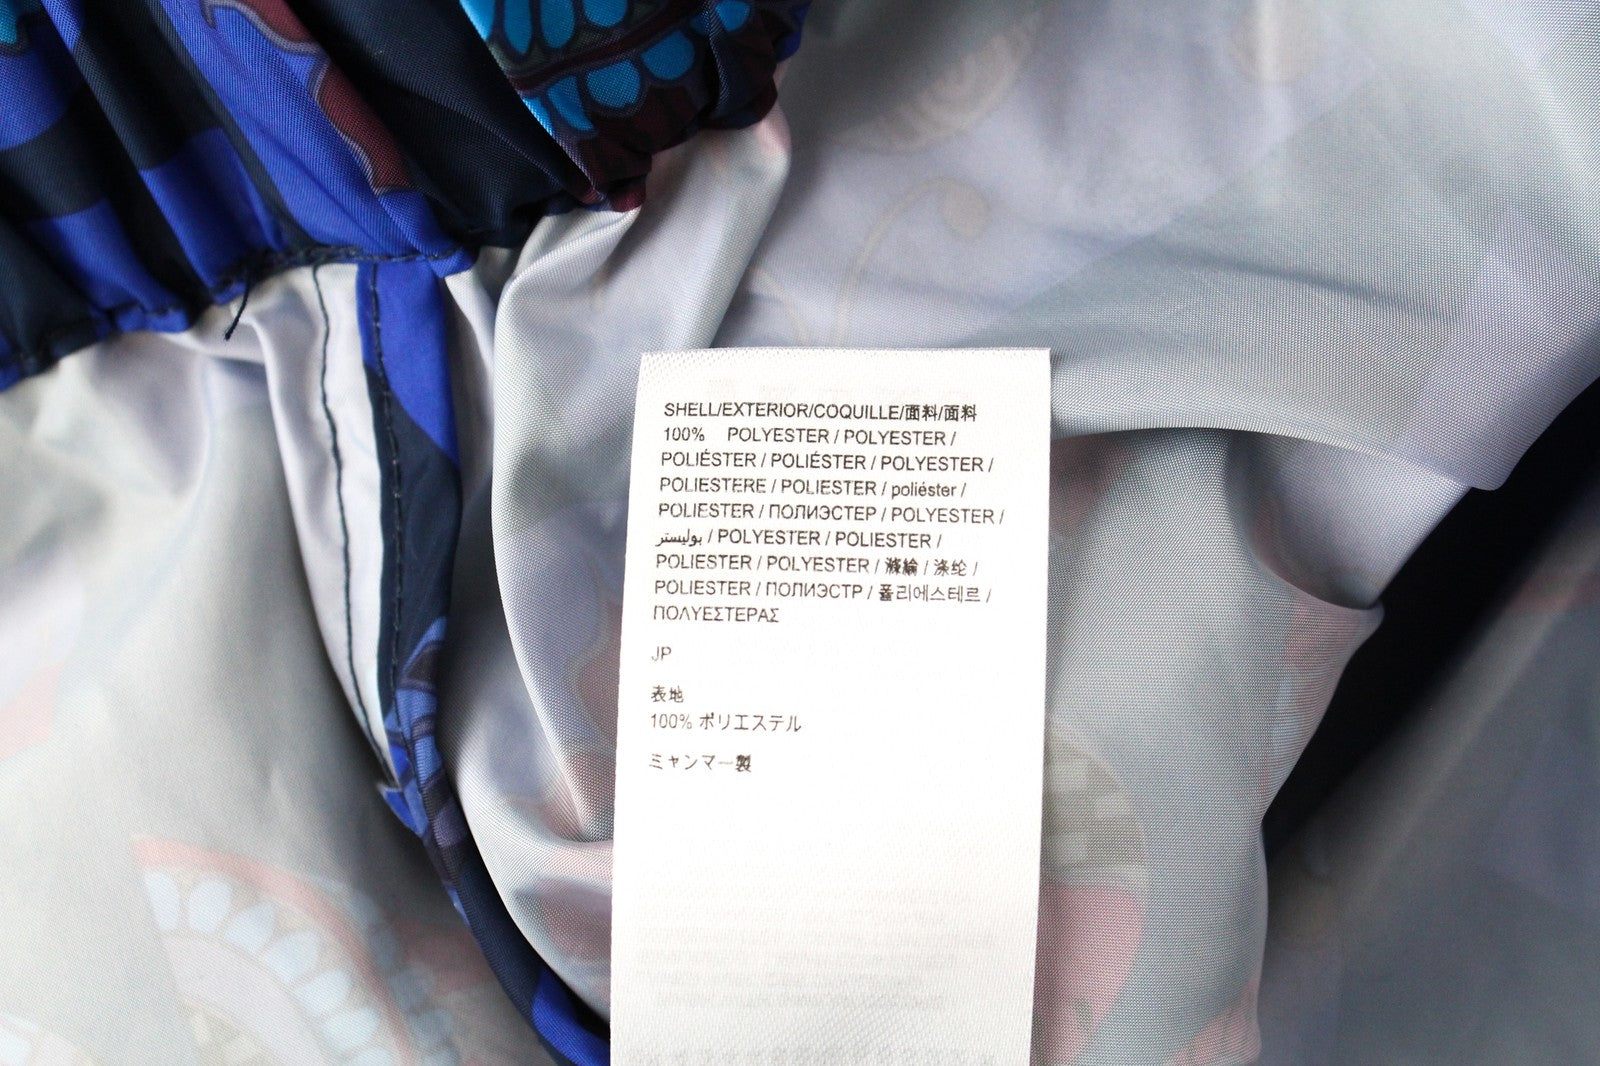 SHELL/EXTERIOR/COQUILLE/面料/面料
100% POLYESTER / POLYESTER /
POLIÉSTER / POLIÉSTER / POLYESTER /
POLIESTERE / POLIESTER / poliéster /
POLIESTER / ПОЛИЭСТЕР / POLYESTER /
بوليستر / POLYESTER / POLIESTER /
POLIESTER / POLYESTER / 滌綸 / 涤纶 /
POLIESTER / ПОЛИЭСТР / 폴리에스테르 /
ΠΟΛΥΕΣΤΕΡΑΣ
JP
表地
100% ポリエステル
ミャンマー製